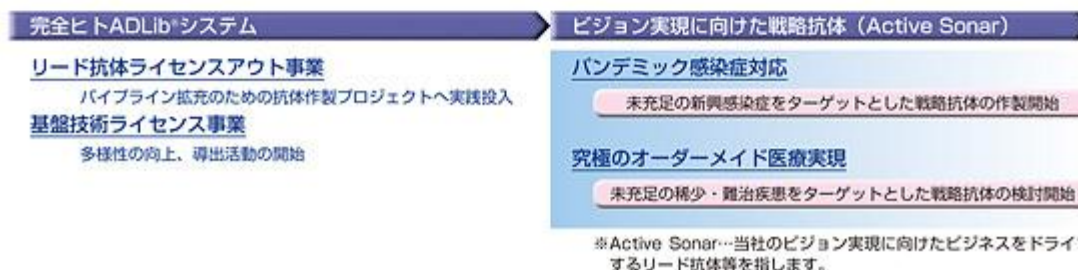 完全ヒトADLib®システム
リード抗体ライセンスアウト事業
パイプライン拡充のための抗体作製プロジェクトへ実践投入
基盤技術ライセンス事業
多様性の向上、導出活動の開始
ビジョン実現に向けた戦略抗体（Active Sonar）
パンデミック感染症対応
未充足の新興感染症をターゲットとした戦略抗体の作製開始
究極のオーダーメイド医療実現
未充足の稀少・難治疾患をターゲットとした戦略抗体の検討開始
※Active Sonar…当社のビジョン実現に向けたビジネスをドライ
するリード抗体等を指します。